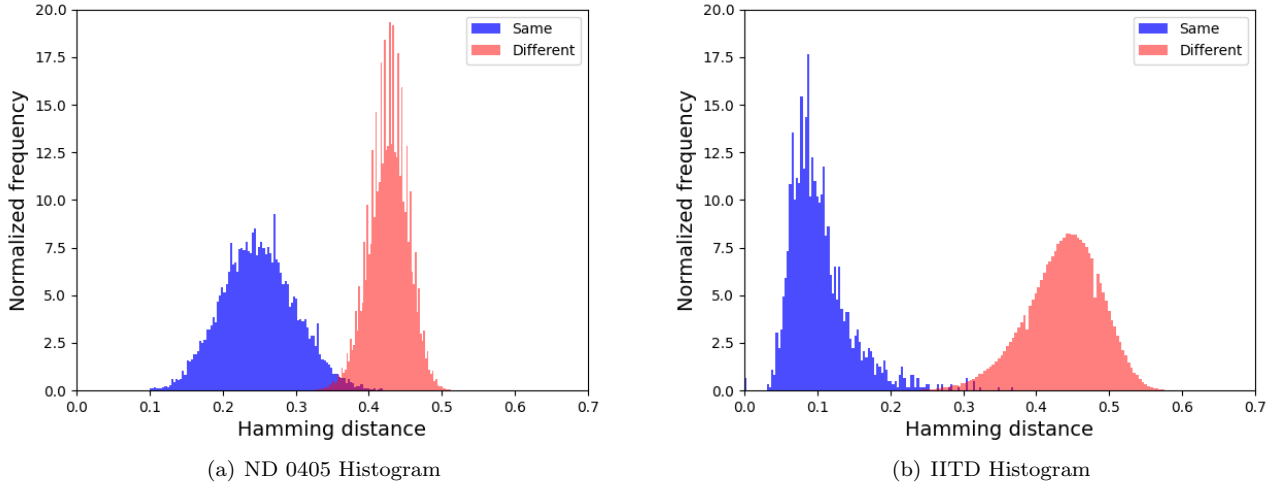 20.0
17.5
15.0
12.5
10.0
7.5
5.0
2.5
0.0
Normalized frequency
Same
Different
0.0 0.1 0.2 0.3 0.4 0.5 0.6 0.7
Hamming distance
(a) ND 0405 Histogram
20.0
17.5
15.0
12.5
10.0
7.5
5.0
2.5
0.0
Normalized frequency
Same
Different
0.0 0.1 0.2 0.3 0.4 0.5 0.6 0.7
Hamming distance
(b) IITD Histogram